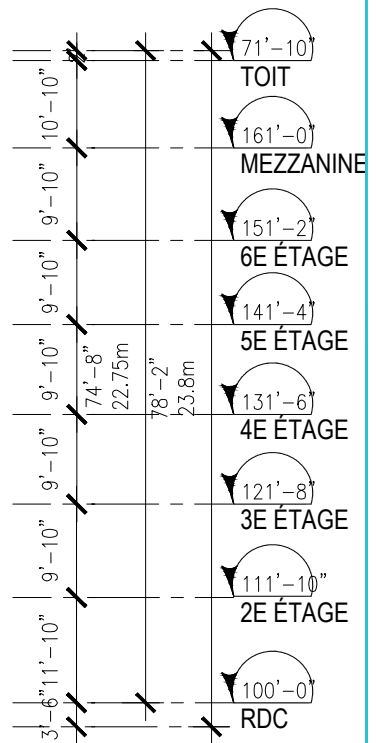 71'-10"
TOIT
10'-10"
161'-0"
MEZZANINE
9'-10"
151'-2"
6E ÉTAGE
9'-10"
141'-4"
5E ÉTAGE
9'-10"
74'-8"
22.75m
78'-2"
23.8m
131'-6"
4E ÉTAGE
9'-10"
121'-8"
3E ÉTAGE
9'-10"
111'-10"
2E ÉTAGE
11'-10"
100'-0"
RDC
3'-6"